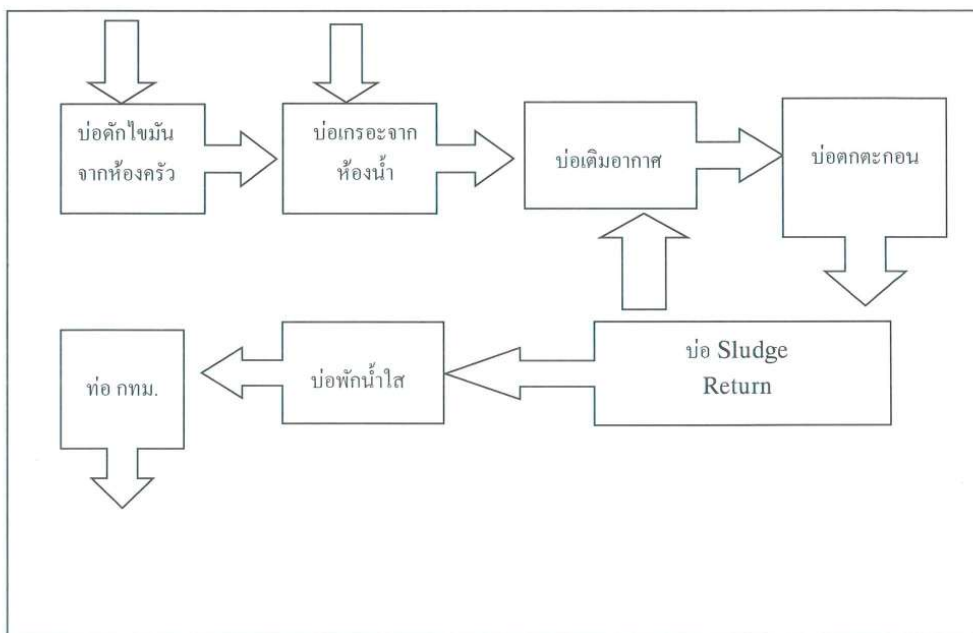 บ่อดักไขมัน
จากห้องครัว
บ่อเกรอะจาก
ห้องน้ำ
บ่อเติมอากาศ
บ่อตกตะกอน
บ่อ Sludge
Return
บ่อพักน้ำใส
ท่อ กทม.